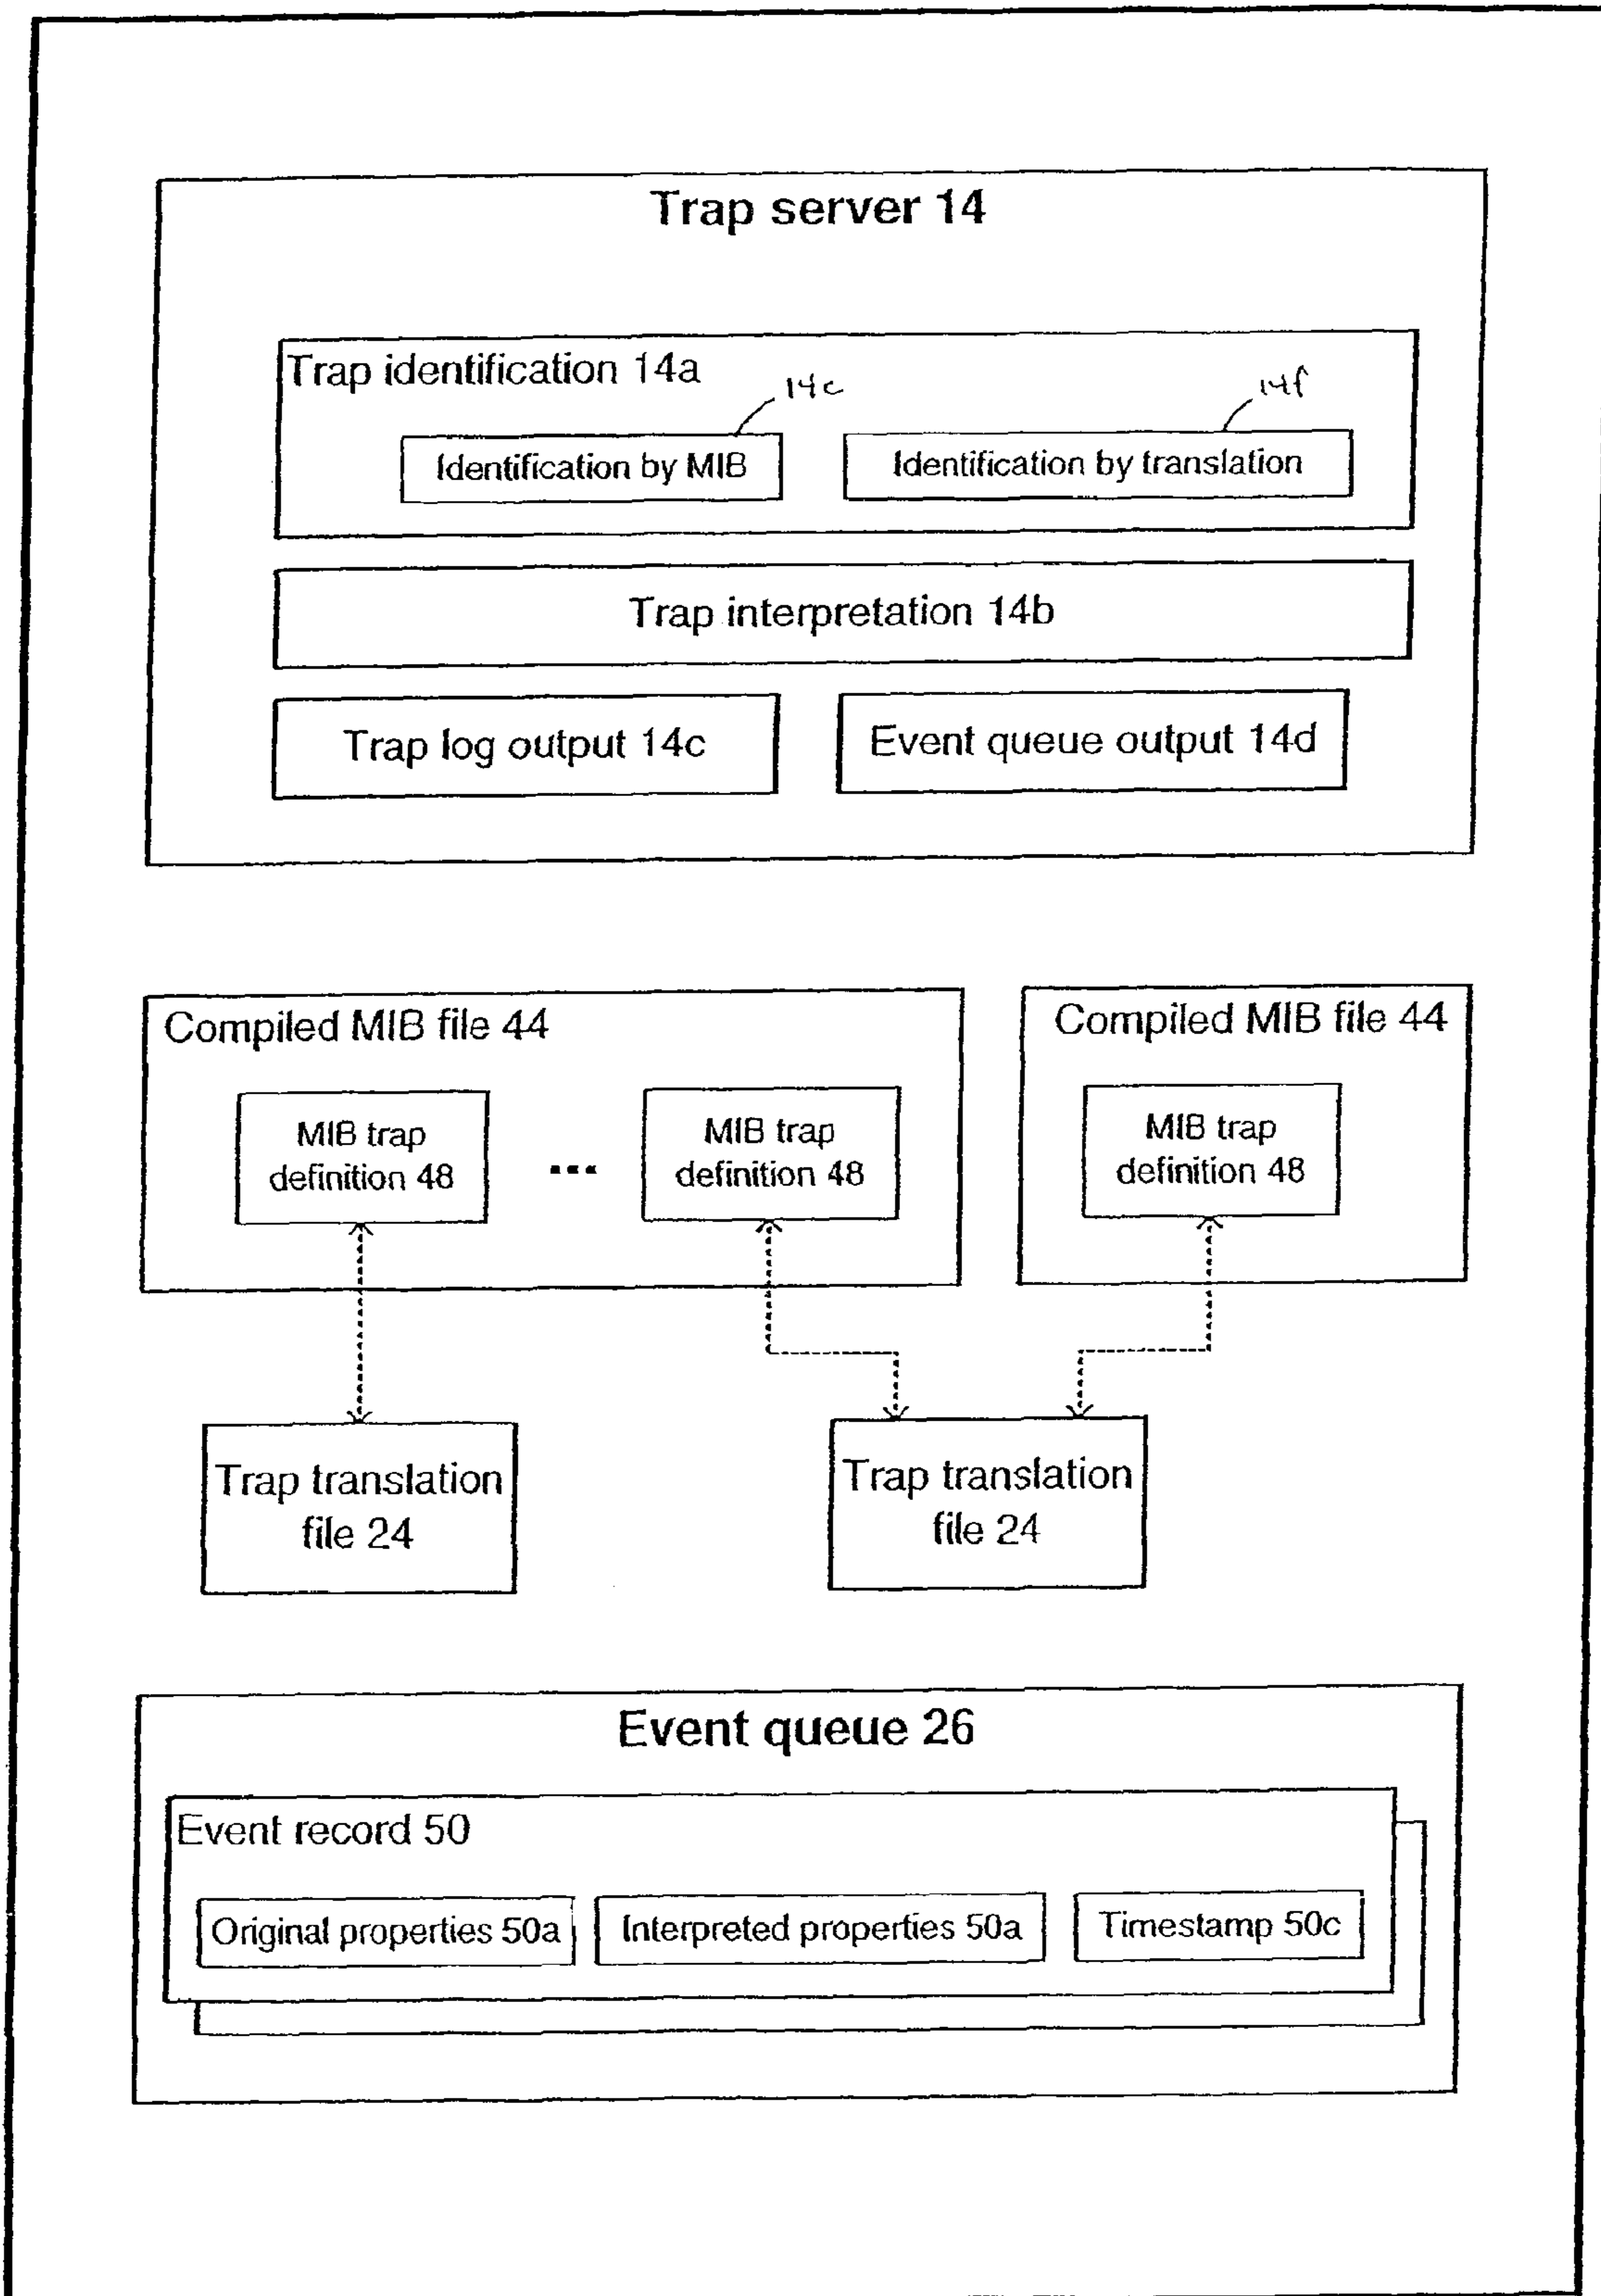 Trap server 14
Trap identification 14a
14e
14f
Identification by MIB
Identification by translation
Trap interpretation 14b
Trap log output 14c
Event queue output 14d
Compiled MIB file 44
Compiled MIB file 44
MIB trap
definition 48
...
MIB trap
definition 48
MIB trap
definition 48
Trap translation
file 24
Trap translation
file 24
Event queue 26
Event record 50
Original properties 50a
Interpreted properties 50a
Timestamp 50c